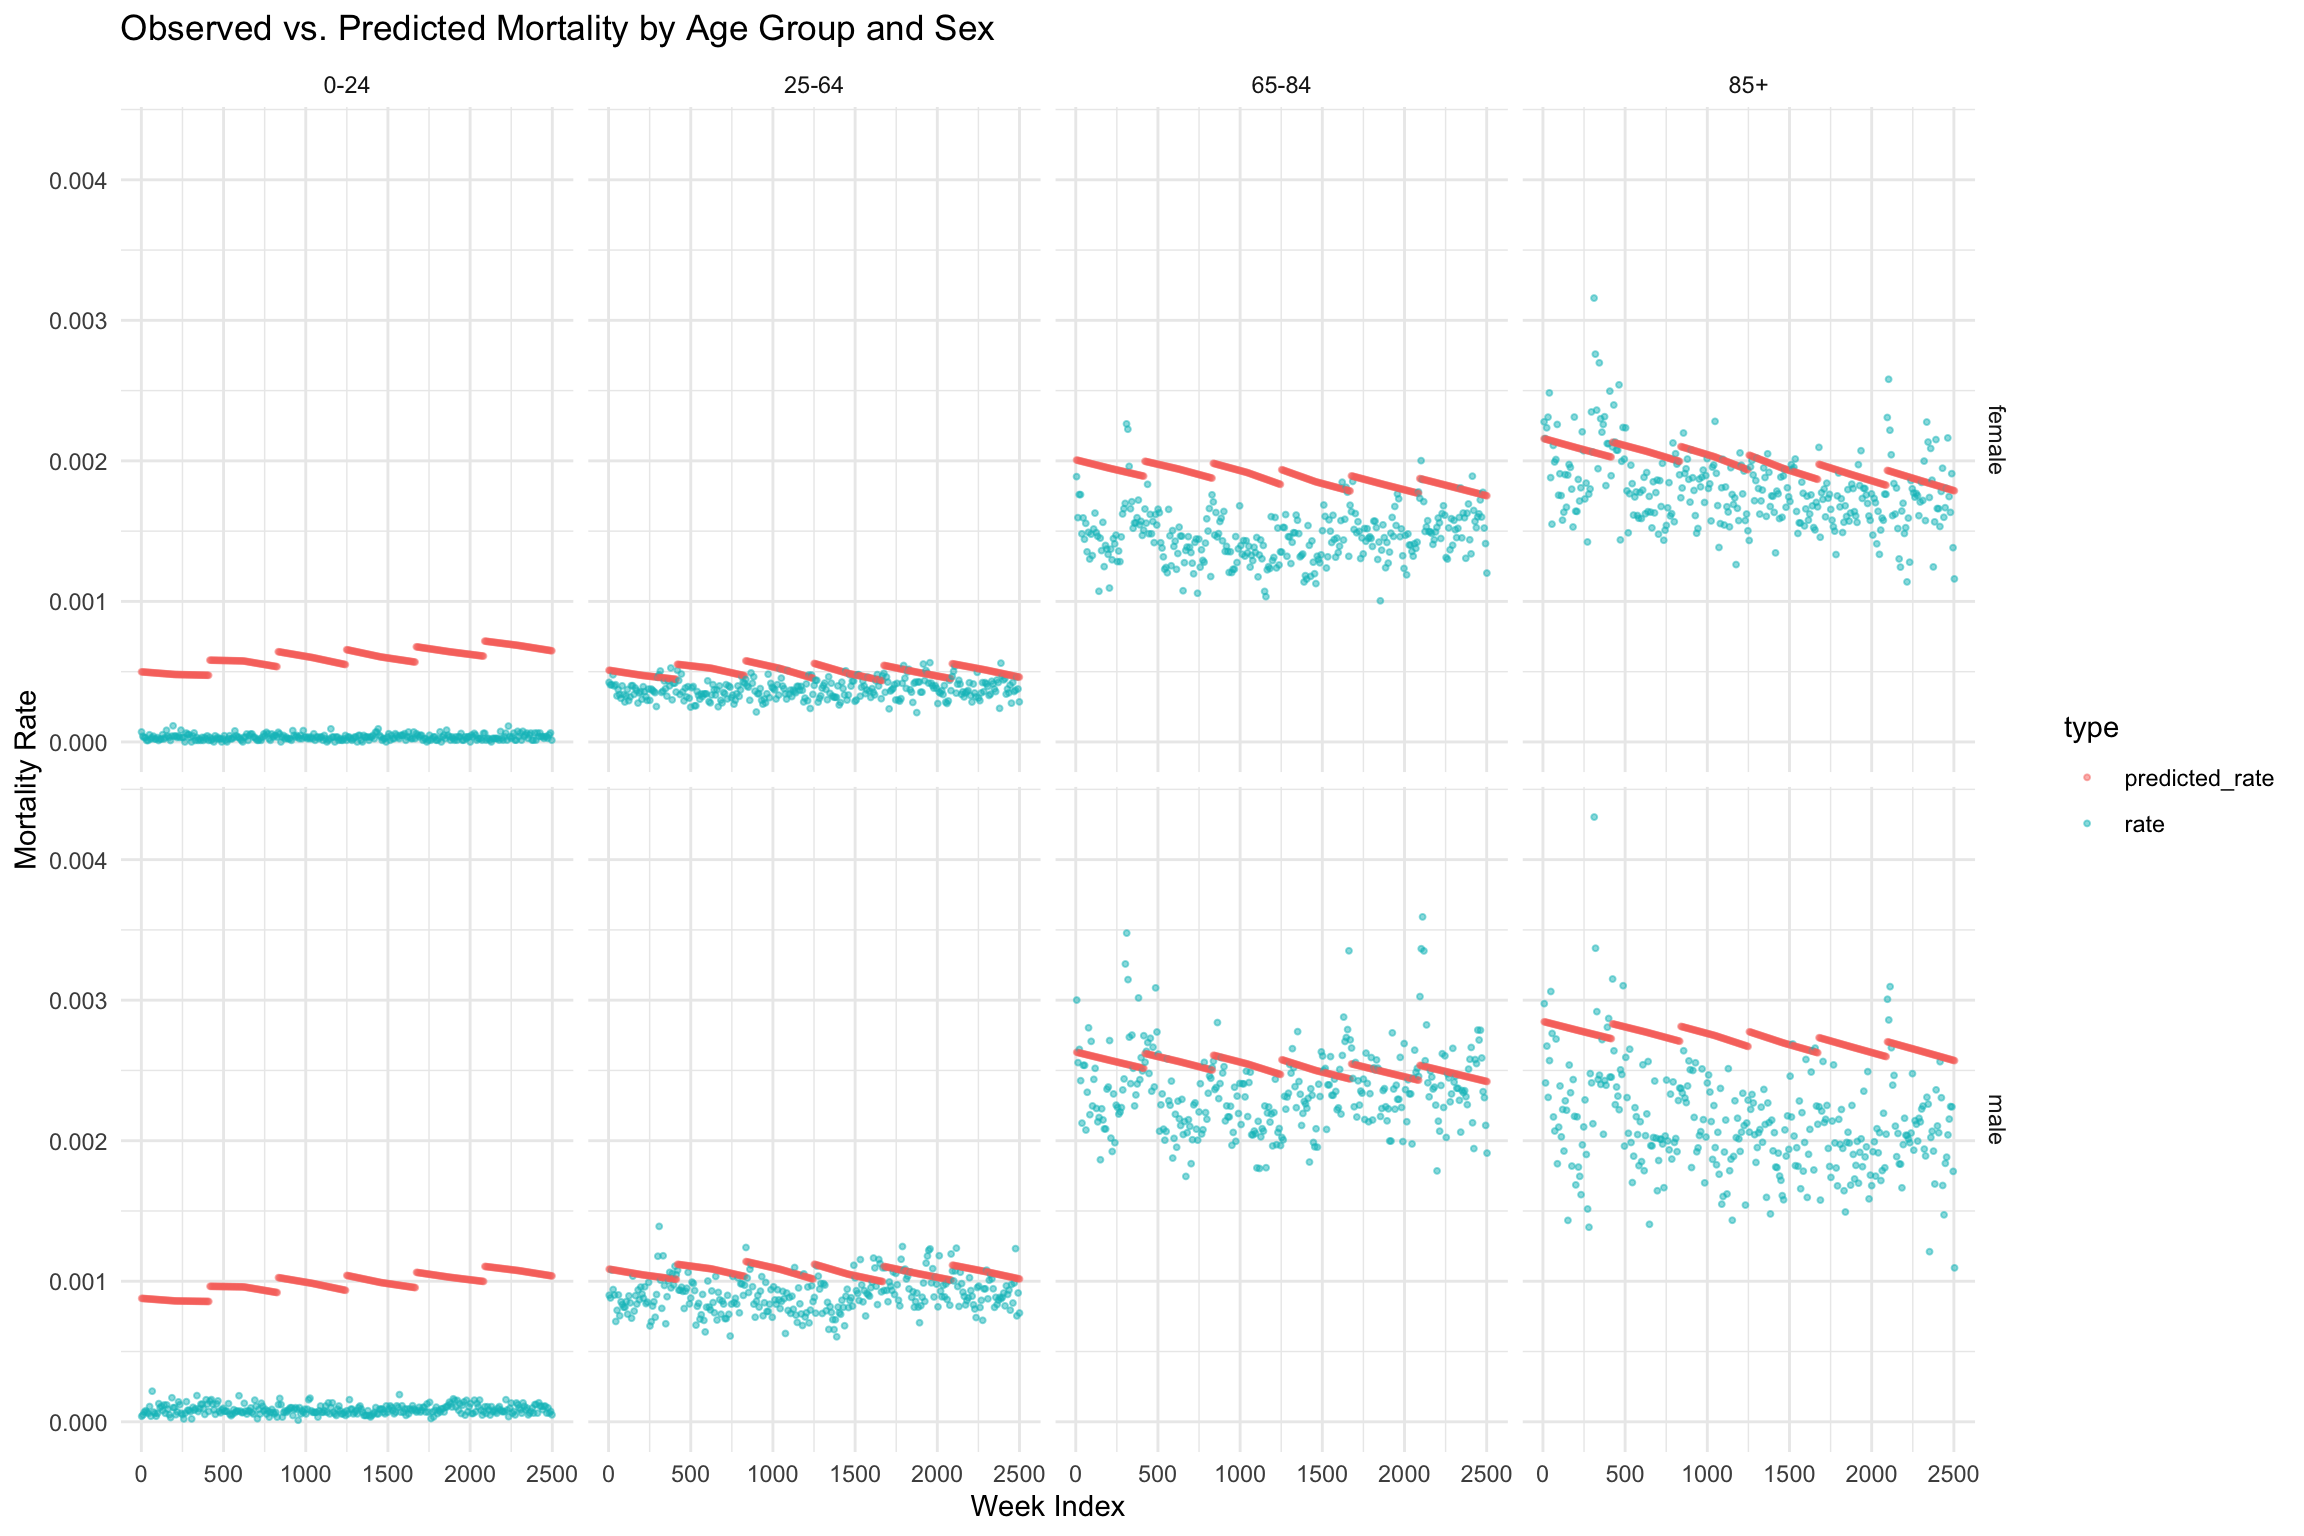 Observed vs. Predicted Mortality by Age Group and Sex
0-24
25-64
65-84
85+
0.004
0.003
0.002
0.001
0.000
female
Mortality Rate
0.004
0.003
0.002
0.001
0.000
male
0 500 1000 1500 2000 2500
0 500 1000 1500 2000 2500
0 500 1000 1500 2000 2500
0 500 1000 1500 2000 2500
Week Index
type
predicted_rate
rate